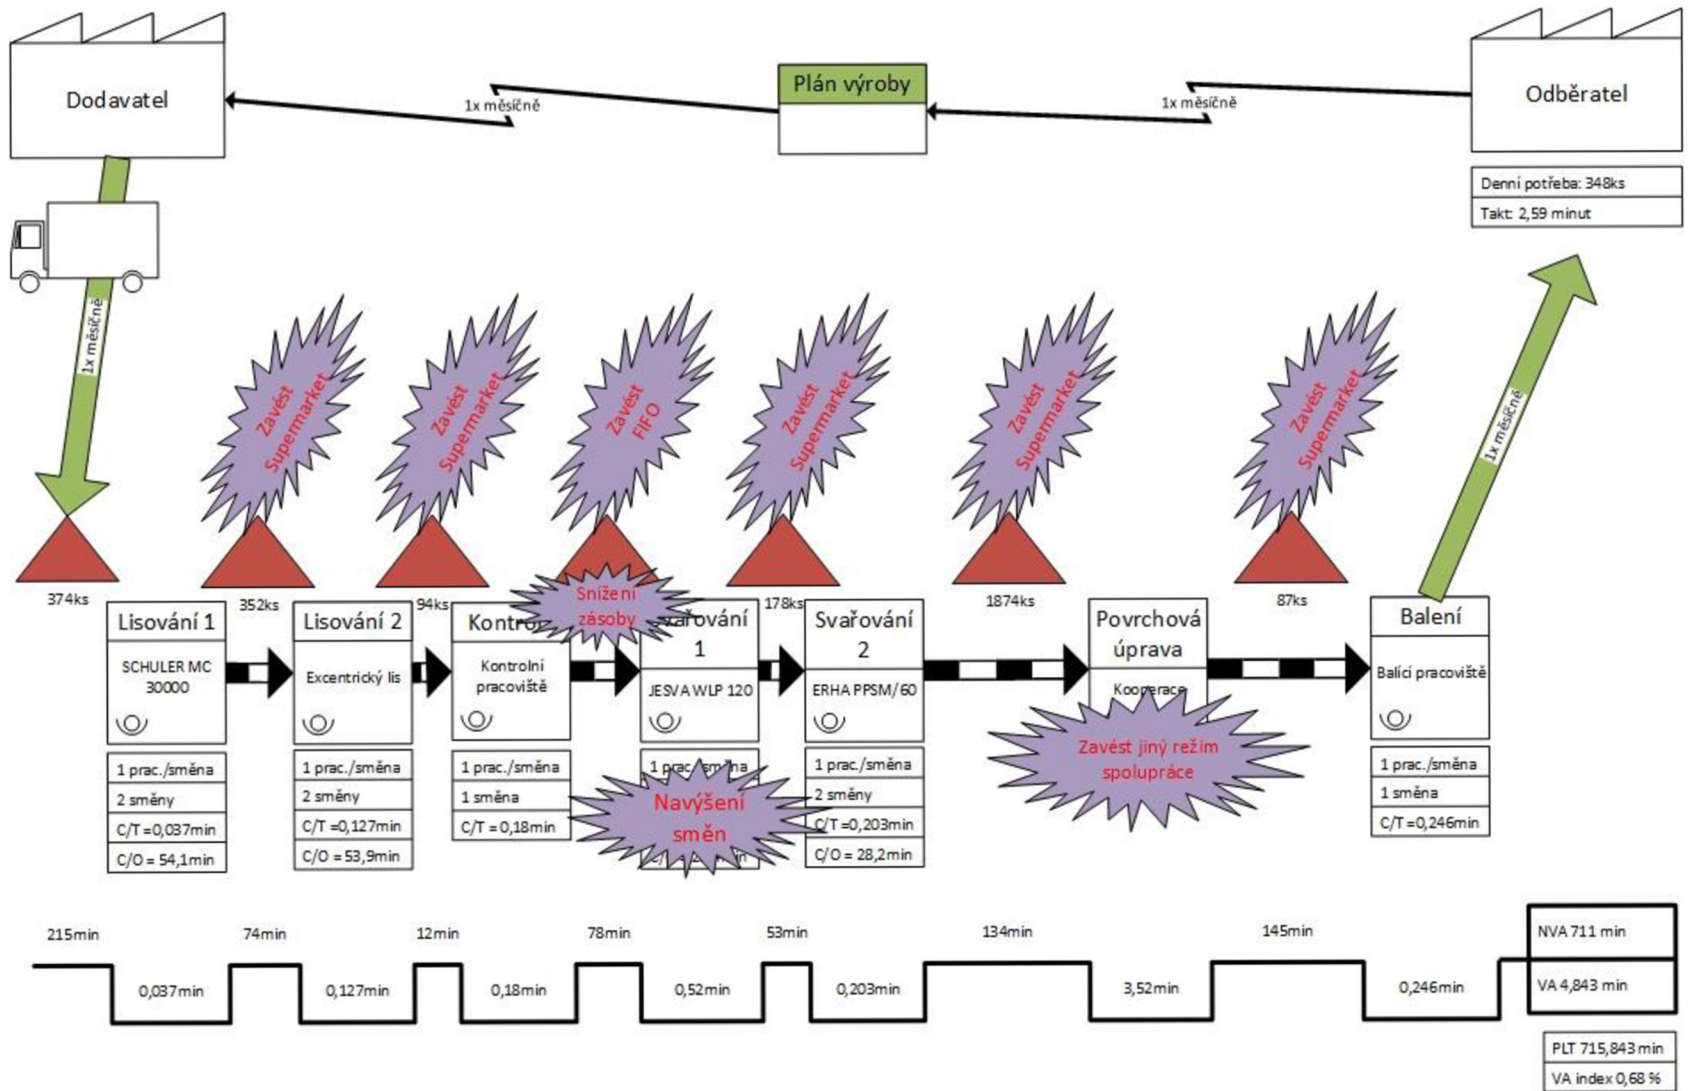 Dodavatel
1x měsíčně
Plán výroby
1x měsíčně
Odběratel
Denní potřeba: 348ks
Takt: 2,59 minut
1x měsíčně
1x měsíčně
Zavést
Supermarket
Zavést
Supermarket
Zavést
FIFO
Zavést
Supermarket
Zavést
Supermarket
Zavést
Supermarket
374ks
352ks
94ks
Snížení
zásoby
178ks
1874ks
87ks
Lisování 1
SCHULER MC
30000
1 prac./směna
2 směny
C/T =0,037min
C/O = 54,1min
Lisování 2
Excentrický lis
1 prac./směna
2 směny
C/T =0,127min
C/O = 53,9min
Kontrolní
pracoviště
1 prac./směna
1 směna
C/T = 0,18min
1
JESVA WLP 120
1 prac./směna
Navýšení
směn
Svařování
2
ERHA PPSM/60
1 prac./směna
2 směny
C/T =0,203min
C/O = 28,2min
Povrchová
úprava
Kooperace
Zavést jiný režim
spolupráce
Balení
Balící pracoviště
1 prac./směna
1 směna
C/T =0,246min
215min
74min
12min
78min
53min
134min
145min
NVA 711 min
0,037min
0,127min
0,18min
0,52min
0,203min
3,52min
0,246min
VA 4,843 min
PLT 715,843 min
VA index 0,68 %